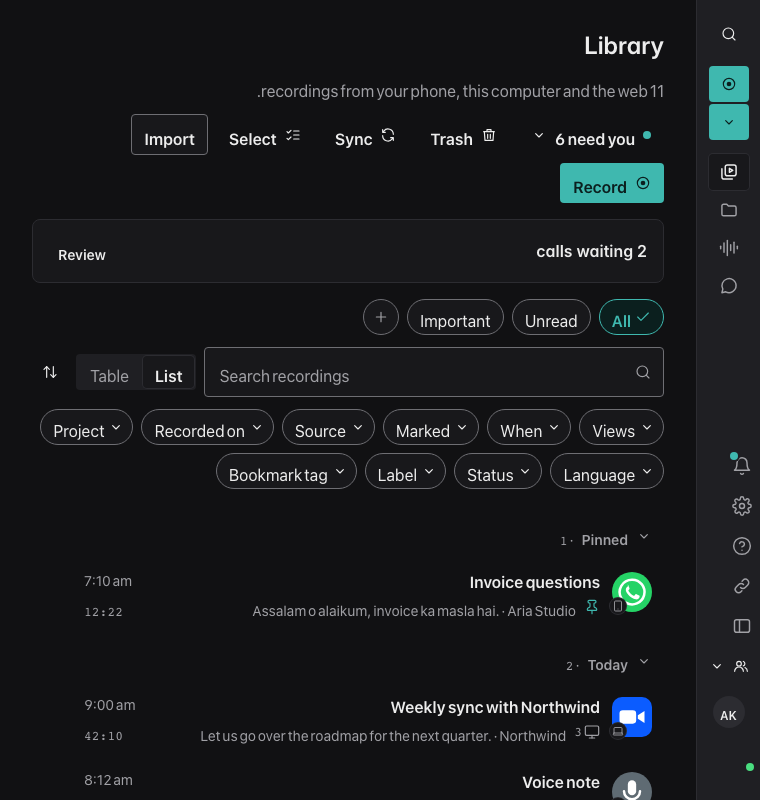 Library
11 recordings from your phone, this computer and the web.
6 need you
Trash
Sync
Select
Import
Record
2 calls waiting
Review
All
Unread
Important
Search recordings
List
Table
Views
When
Marked
Source
Recorded on
Project
Language
Status
Label
Bookmark tag
Pinned · 1
Invoice questions
7:10 am
Assalam o alaikum, invoice ka masla hai. · Aria Studio
12:22
Today · 2
Weekly sync with Northwind
9:00 am
3 Let us go over the roadmap for the next quarter. · Northwind
42:10
Voice note
8:12 am
AK